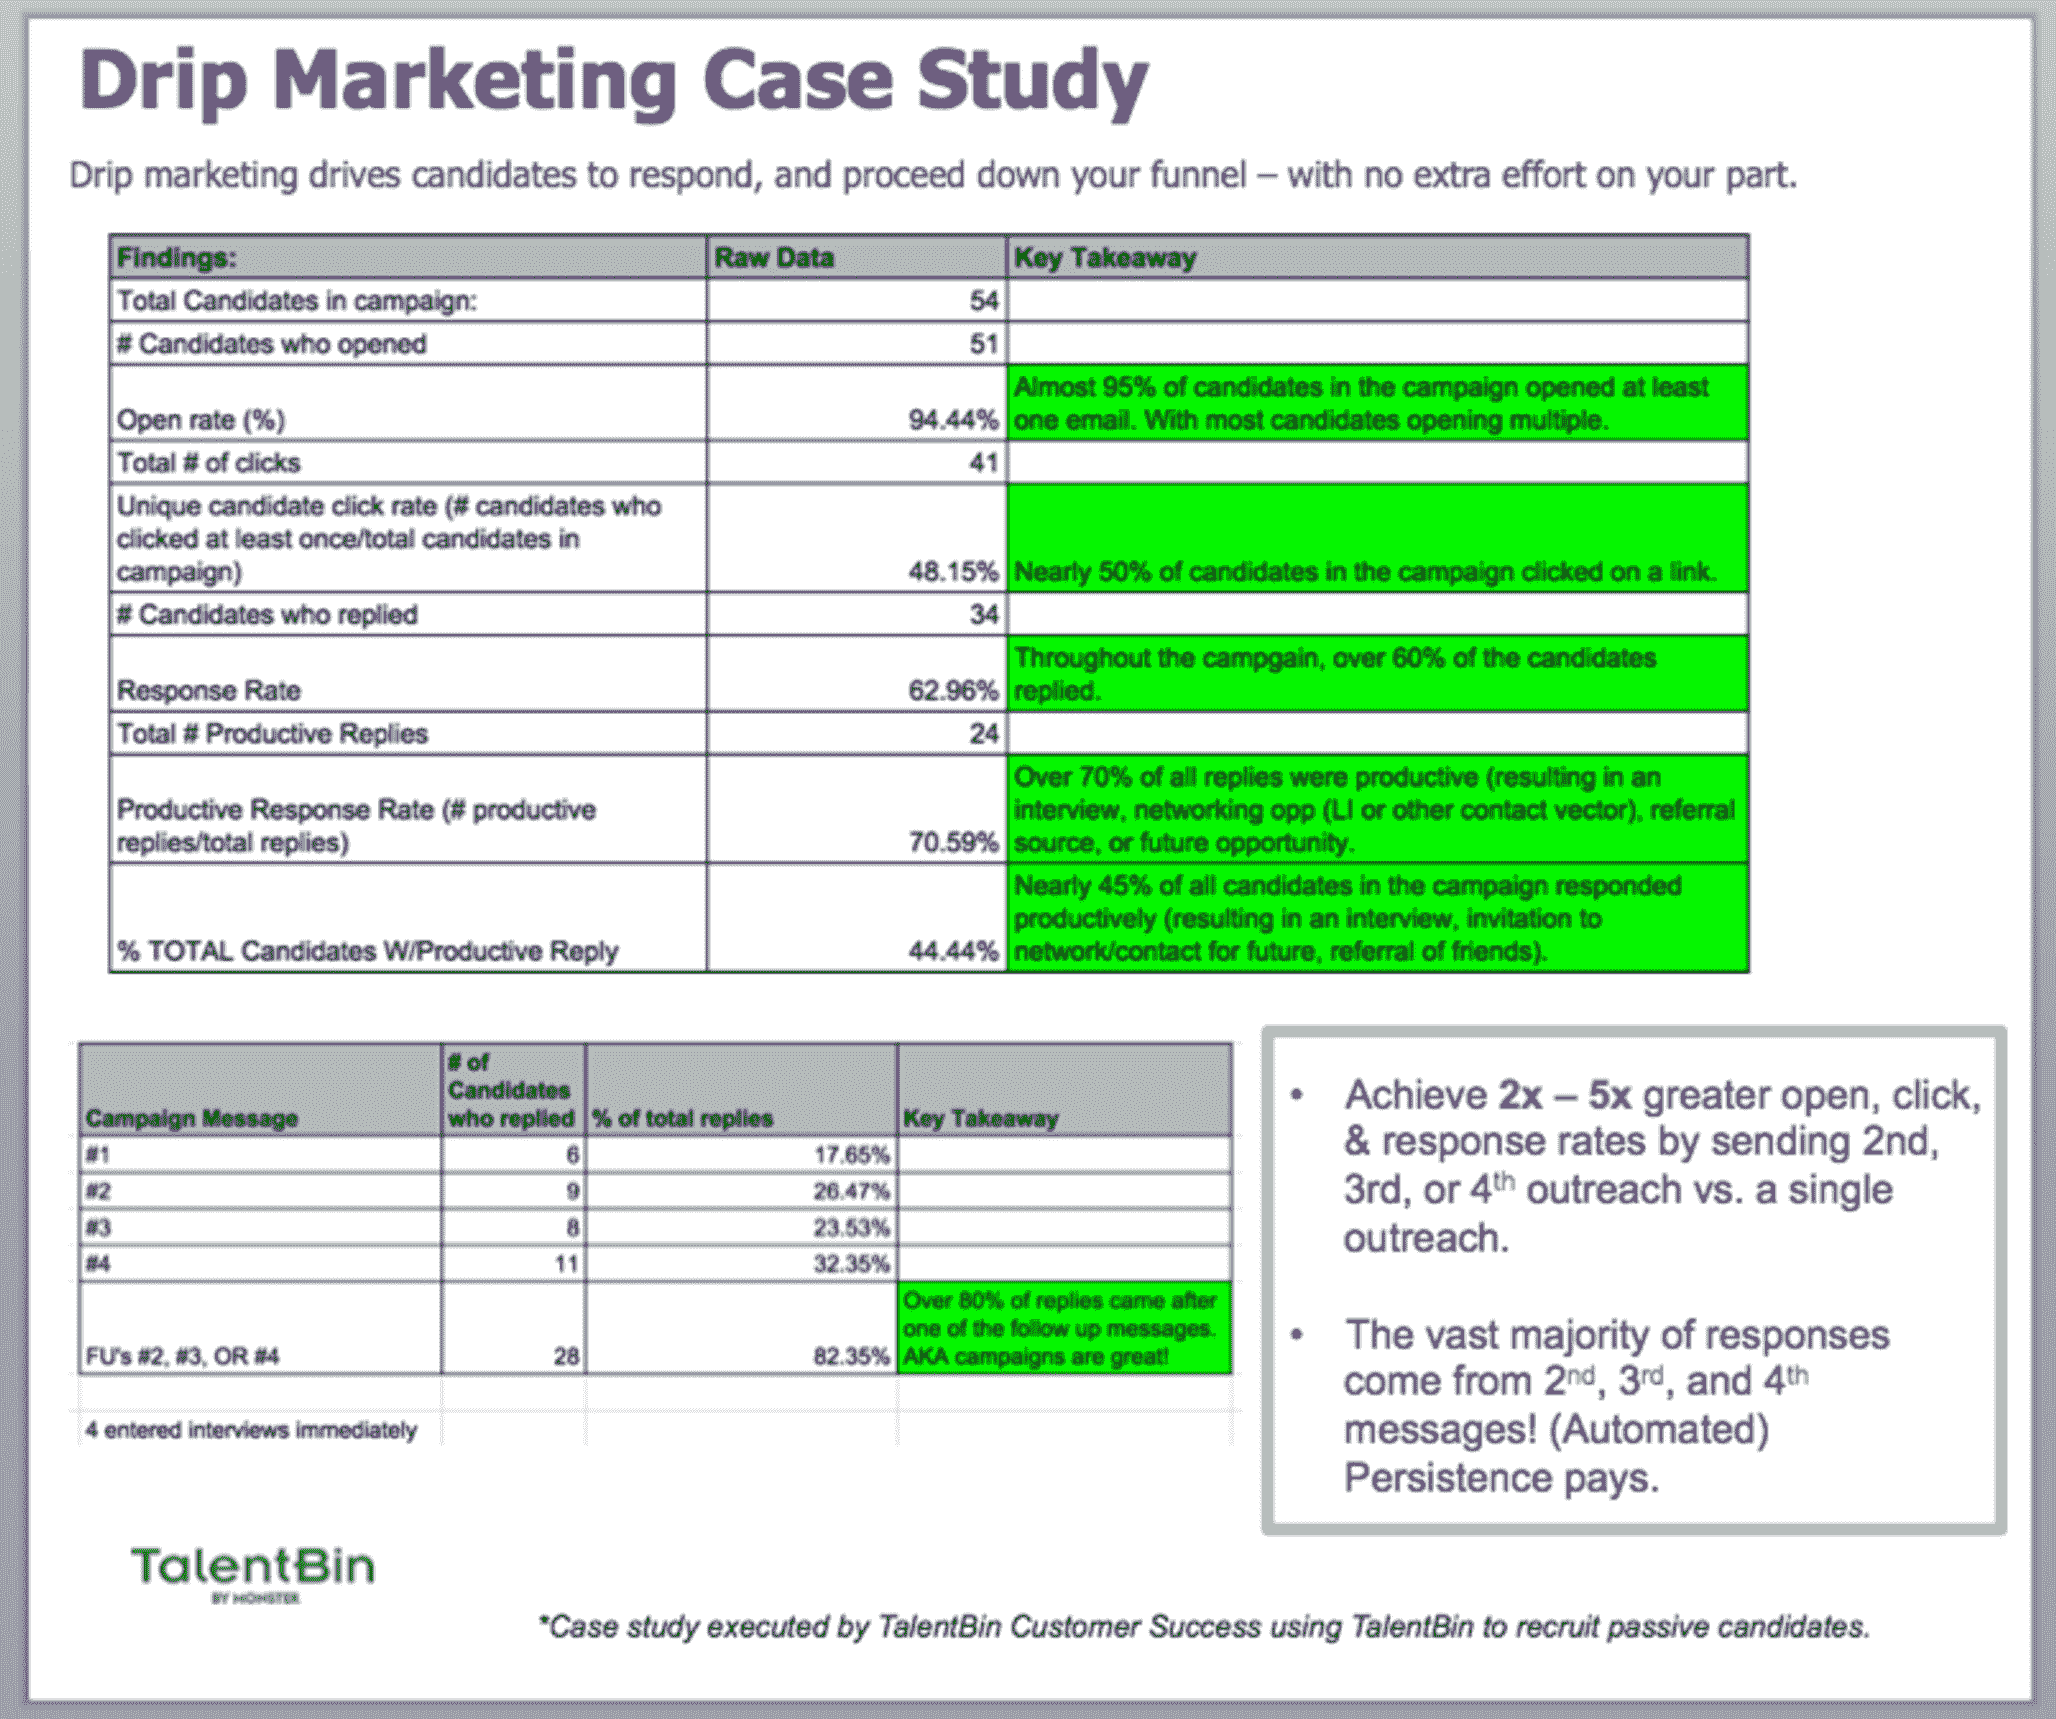 Drip Marketing Case Study
Drip marketing drives candidates to respond, and proceed down your funnel – with no extra effort on your part.
Findings: Raw Data Key Takeaway
Total Candidates in campaign: 54
# Candidates who opened 51
Almost 95% of candidates in the campaign opened at least
Open rate (%) 94.44% one email. With most candidates opening multiple.
Total # of clicks 41
Unique candidate click rate (# candidates who
clicked at least once/total candidates in
campaign) 48.15% Nearly 50% of candidates in the campaign clicked on a link.
# Candidates who replied 34
Throughout the campgain, over 60% of the candidates
Response Rate 62.96% replied.
Total # Productive Replies 24
Over 70% of all replies were productive (resulting in an
Productive Response Rate (# productive interview, networking opp (LI or other contact vector), referral
replies/total replies) 70.59% source, or future opportunity.
Nearly 45% of all candidates in the campaign responded
productively (resulting in an interview, invitation to
% TOTAL Candidates W/Productive Reply 44.44% network/contact for future, referral of friends).
# of
Candidates
Campaign Message who replied % of total replies Key Takeaway
#1 6 17.65%
#2 9 26.47%
#3 8 23.53%
#4 11 32.35%
Over 80% of replies came after
one of the follow up messages.
FU's #2, #3, OR #4 28 82.35% AKA campaigns are great!
4 entered interviews immediately
• Achieve 2x – 5x greater open, click,
& response rates by sending 2nd,
3rd, or 4th outreach vs. a single
outreach.
• The vast majority of responses
come from 2nd, 3rd, and 4th
messages! (Automated)
Persistence pays.
TalentBin
BY MONSTER
*Case study executed by TalentBin Customer Success using TalentBin to recruit passive candidates.